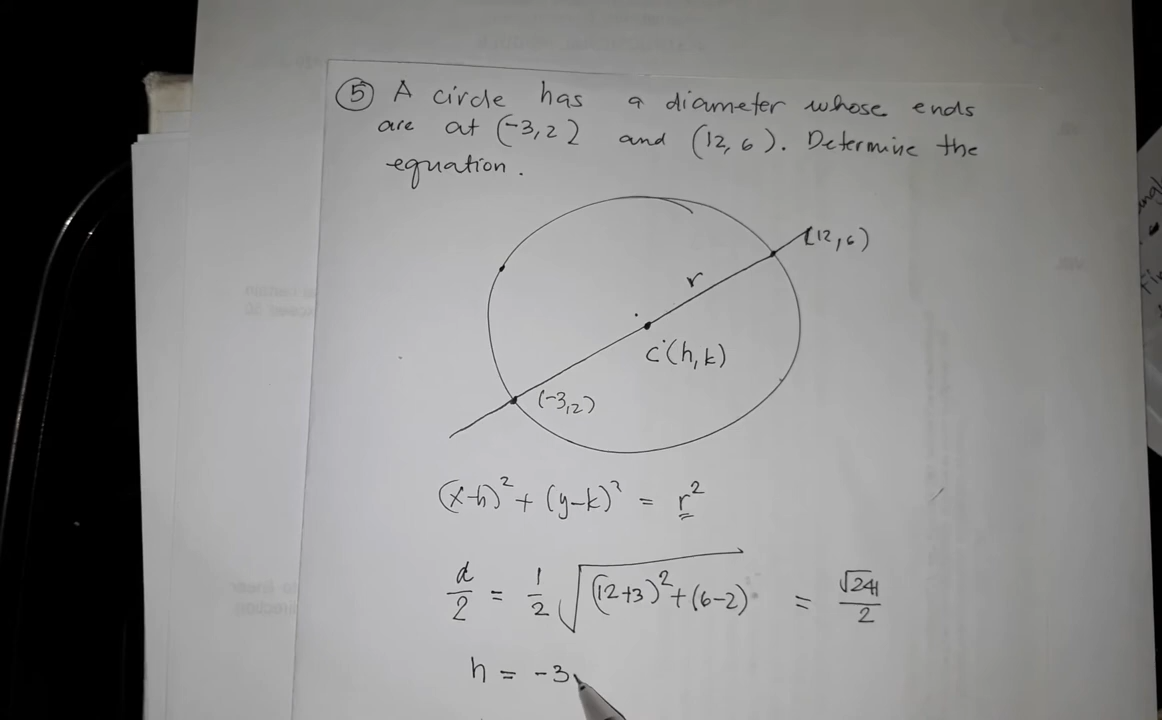 ⑤ A circle has a diameter whose ends
are at (-3,2) and (12,6). Determine the
equation.
(12,6)
r
C(h,k)
(-3,2)
(x-h)² + (y-k)² = r²
d/2 = 1/2 √((12+3)²+(6-2) = √241/2
h = -3